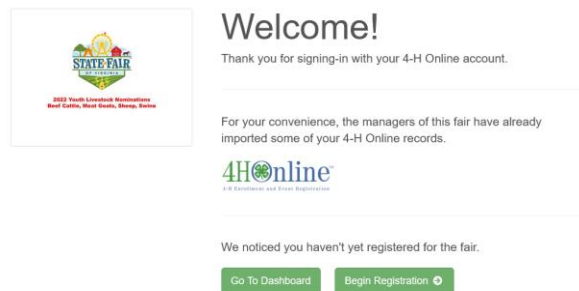 Welcome!
Thank you for signing-in with your 4-H Online account.
STATE FAIR
OF VIRGINIA
2022 Youth Livestock Nominations
Beef Cattle, Meat Goats, Sheep, Swine
For your convenience, the managers of this fair have already
imported some of your 4-H Online records.
4HOnline
4-H Enrollment and Event Registration
We noticed you haven't yet registered for the fair.
Go To Dashboard
Begin Registration